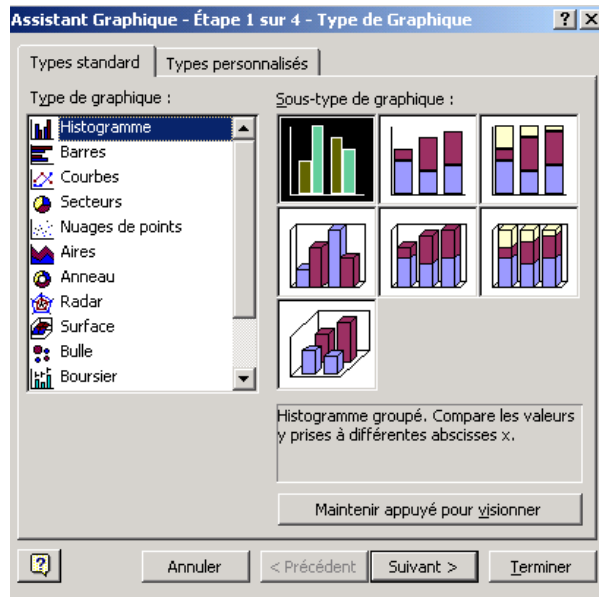 Assistant Graphique - Étape 1 sur 4 - Type de Graphique
Types standard
Types personnalisés
Type de graphique :
Histogramme
Barres
Courbes
Secteurs
Nuages de points
Aires
Anneau
Radar
Surface
Bulle
Boursier
Sous-type de graphique :
Histogramme groupé. Compare les valeurs
y prises à différentes abscisses x.
Maintenir appuyé pour visionner
Annuler
< Précédent
Suivant >
Terminer